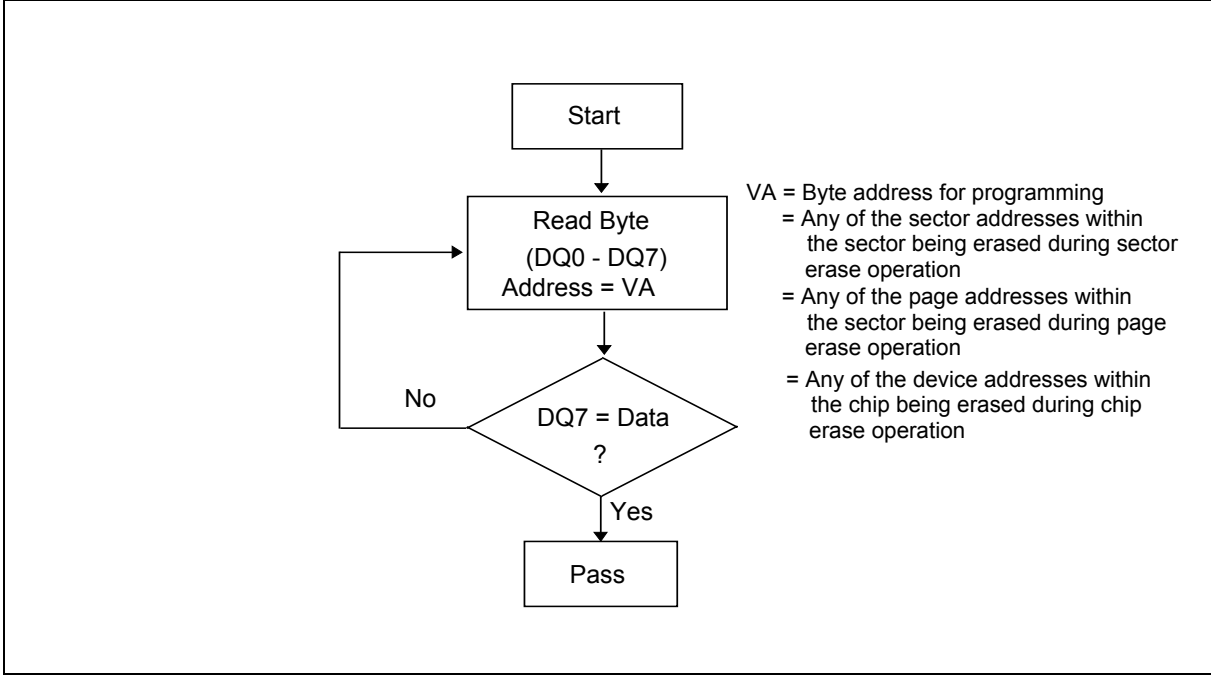 Start
Read Byte
(DQ0 - DQ7)
Address = VA
VA = Byte address for programming
= Any of the sector addresses within
the sector being erased during sector
erase operation
= Any of the page addresses within
the sector being erased during page
erase operation
= Any of the device addresses within
the chip being erased during chip
erase operation
No
DQ7 = Data
?
Yes
Pass